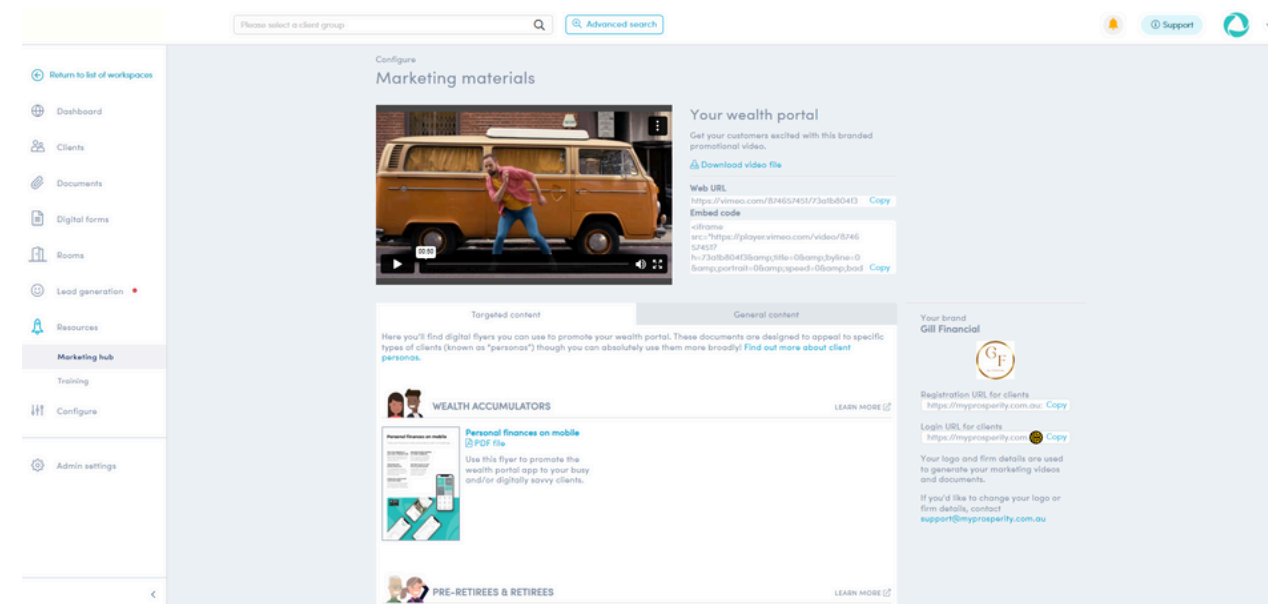 Please select a client group
Advanced search
Support
Return to list of workspaces
Dashboard
Clients
Documents
Digital forms
Rooms
Lead generation
Resources
Marketing hub
Training
Configure
Admin settings
Configure
Marketing materials
00:50
Your wealth portal
Get your customers excited with this branded
promotional video.
Download video file
Web URL
https://vimeo.com/874657451/73a1b804f3 Copy
Embed code
<iframe
src="https://player.vimeo.com/video/8746
57451?
h=73a1b804f3&amp;title=0&amp;byline=0
&amp;portrait=0&amp;speed=0&amp;bad Copy
Targeted content
General content
Here you'll find digital flyers you can use to promote your wealth portal. These documents are designed to appeal to specific
types of clients (known as "personas") though you can absolutely use them more broadly! Find out more about client
personas.
WEALTH ACCUMULATORS
LEARN MORE
Personal finances on mobile
Personal finances on mobile
PDF file
Use this flyer to promote the
wealth portal app to your busy
and/or digitally savvy clients.
PRE-RETIREES & RETIREES
LEARN MORE
Your brand
Gill Financial
GF
Registration URL for clients
https://myprosperity.com.au: Copy
Login URL for clients
https://myprosperity.com Copy
Your logo and firm details are used
to generate your marketing videos
and documents.
If you'd like to change your logo or
firm details, contact
support@myprosperity.com.au